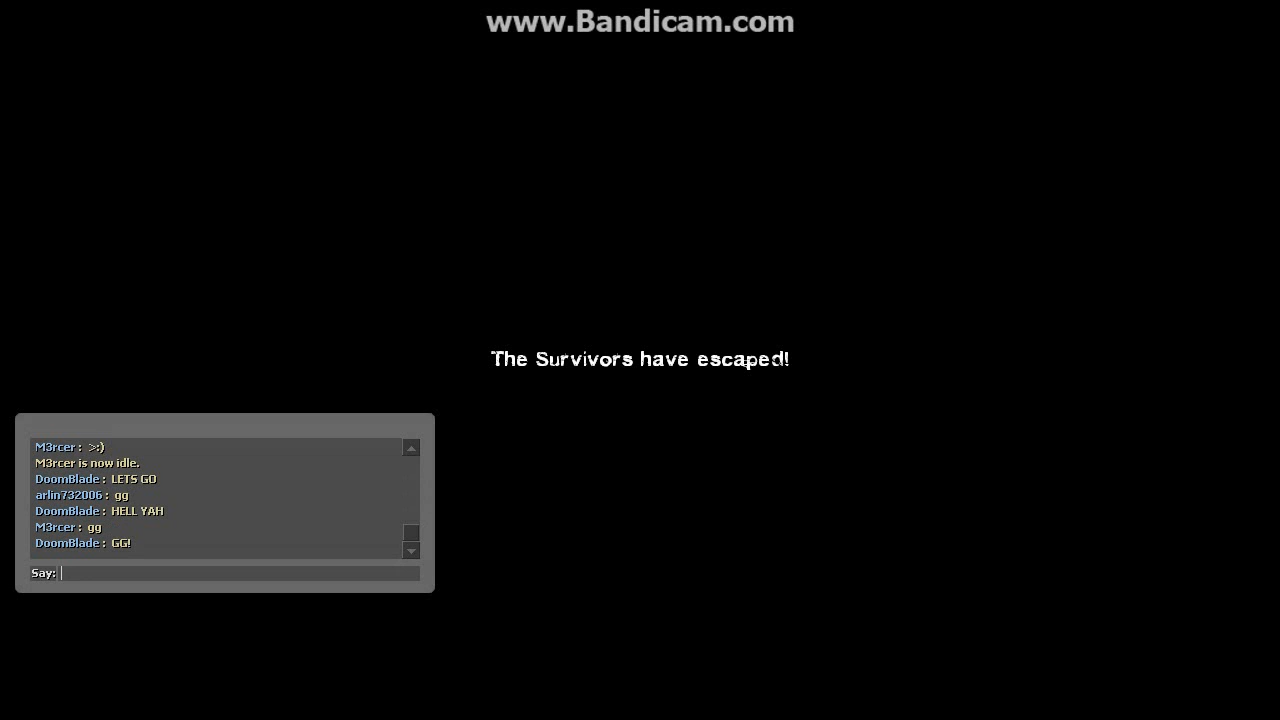 www.Bandicam.com
The Survivors have escaped!
M3rcer : >:)
M3rcer is now idle.
DoomBlade : LETS GO
arlin732006 : gg
DoomBlade : HELL YAH
M3rcer : gg
DoomBlade : GG!
Say: